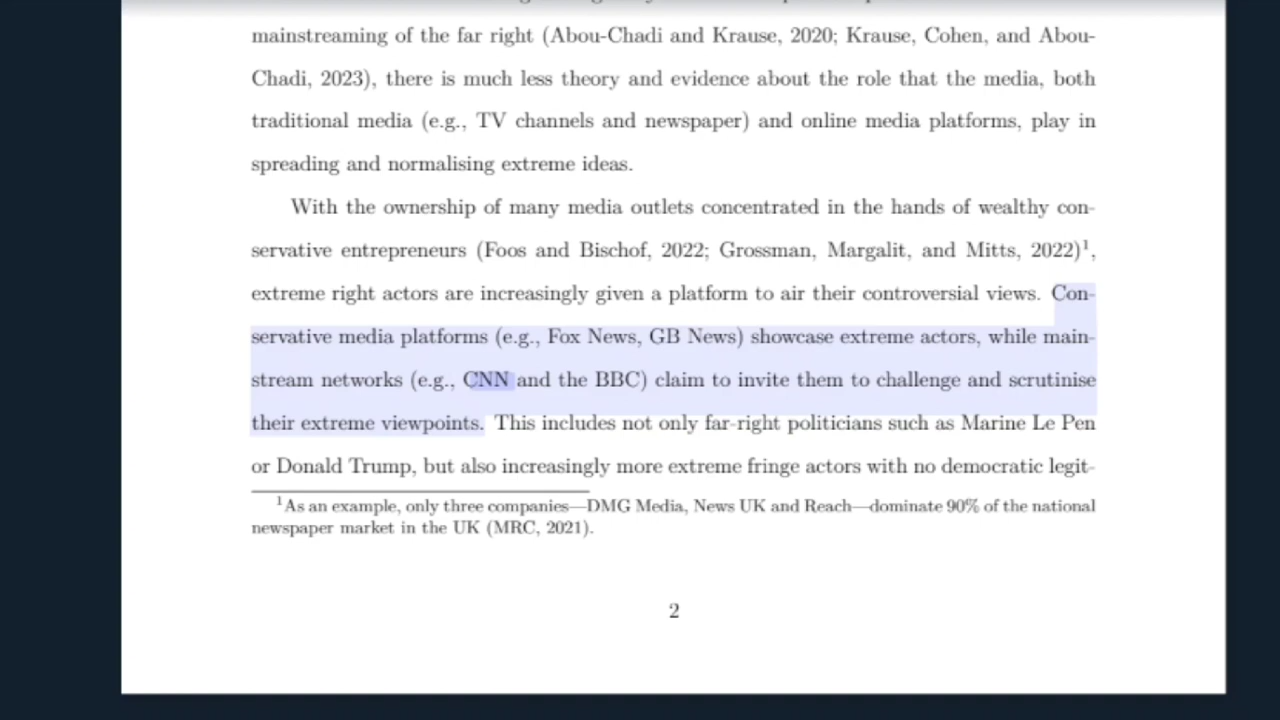 mainstreaming of the far right (Abou-Chadi and Krause, 2020; Krause, Cohen, and Abou-
Chadi, 2023), there is much less theory and evidence about the role that the media, both
traditional media (e.g., TV channels and newspaper) and online media platforms, play in
spreading and normalising extreme ideas.
With the ownership of many media outlets concentrated in the hands of wealthy con-
servative entrepreneurs (Foos and Bischof, 2022; Grossman, Margalit, and Mitts, 2022)¹,
extreme right actors are increasingly given a platform to air their controversial views. Con-
servative media platforms (e.g., Fox News, GB News) showcase extreme actors, while main-
stream networks (e.g., CNN and the BBC) claim to invite them to challenge and scrutinise
their extreme viewpoints. This includes not only far-right politicians such as Marine Le Pen
or Donald Trump, but also increasingly more extreme fringe actors with no democratic legit-
¹As an example, only three companies—DMG Media, News UK and Reach—dominate 90% of the national
newspaper market in the UK (MRC, 2021).
2